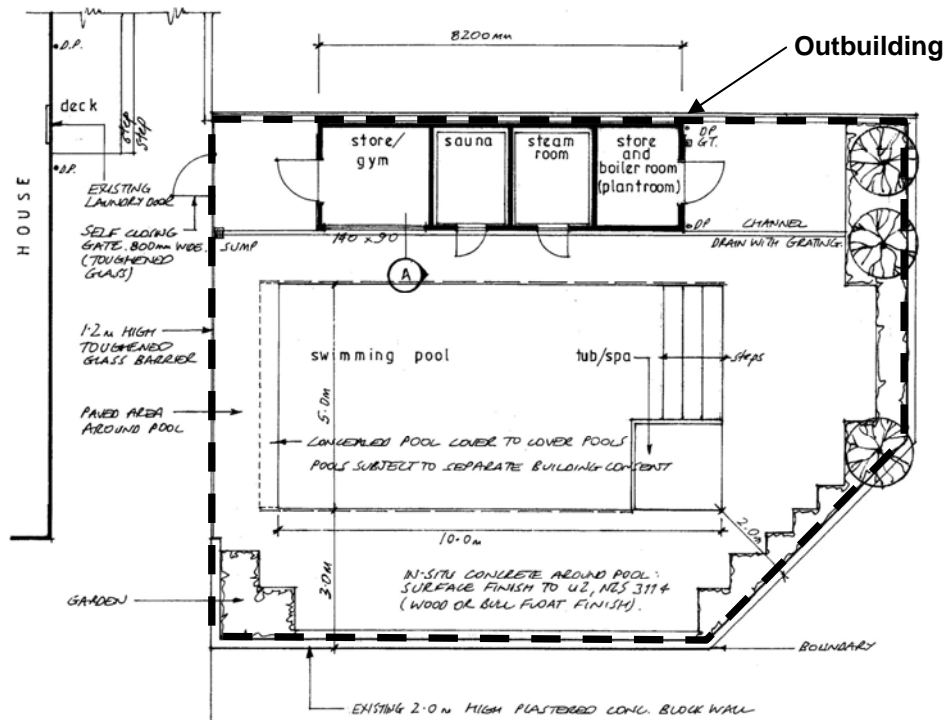 8200mm
Outbuilding
D.P.
deck
step
step
D.P.
HOUSE
EXISTING
LAUNDRY DOOR
SELF CLOSING
GATE. 800mm WIDE.
(TOUGHENED
GLASS)
SUMP
store/
gym
sauna
steam
room
store
and
boiler room
(plantroom)
DP
GT.
DP
CHANNEL
DRAIN WITH GRATING.
140 x 90
A
1.2m HIGH
TOUGHENED
GLASS BARRIER
swimming pool
tub/spa
steps
PAVED AREA
AROUND POOL
5.0M
CONCEALED POOL COVER TO COVER POOLS
POOLS SUBJECT TO SEPARATE BUILDING CONSENT
10.0m
2.0m
3.0M
IN-SITU CONCRETE AROUND POOL:
SURFACE FINISH TO U2, NZS 3114
(WOOD OR BULL FLOAT FINISH).
GARDEN
BOUNDARY
EXISTING 2.0m HIGH PLASTERED CONC. BLOCK WALL